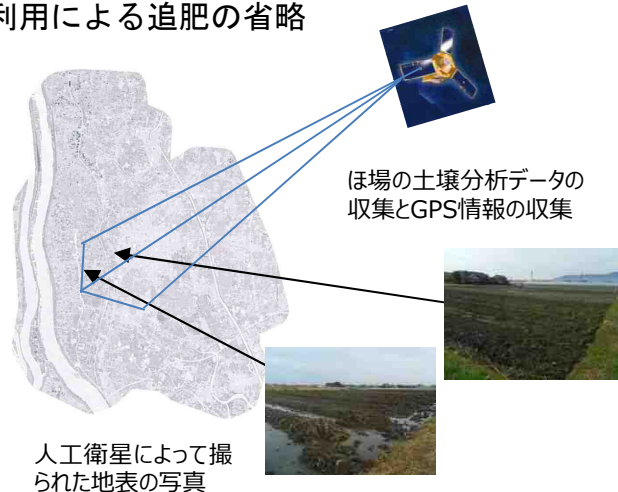 利用による追肥の省略
ほ場の土壌分析データの
収集とGPS情報の収集
人工衛星によって撮
られた地表の写真